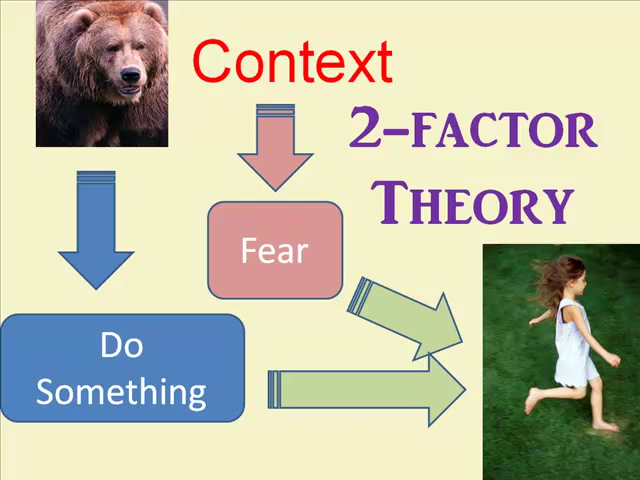 Context
2-FACTOR
THEORY
Fear
Do
Something